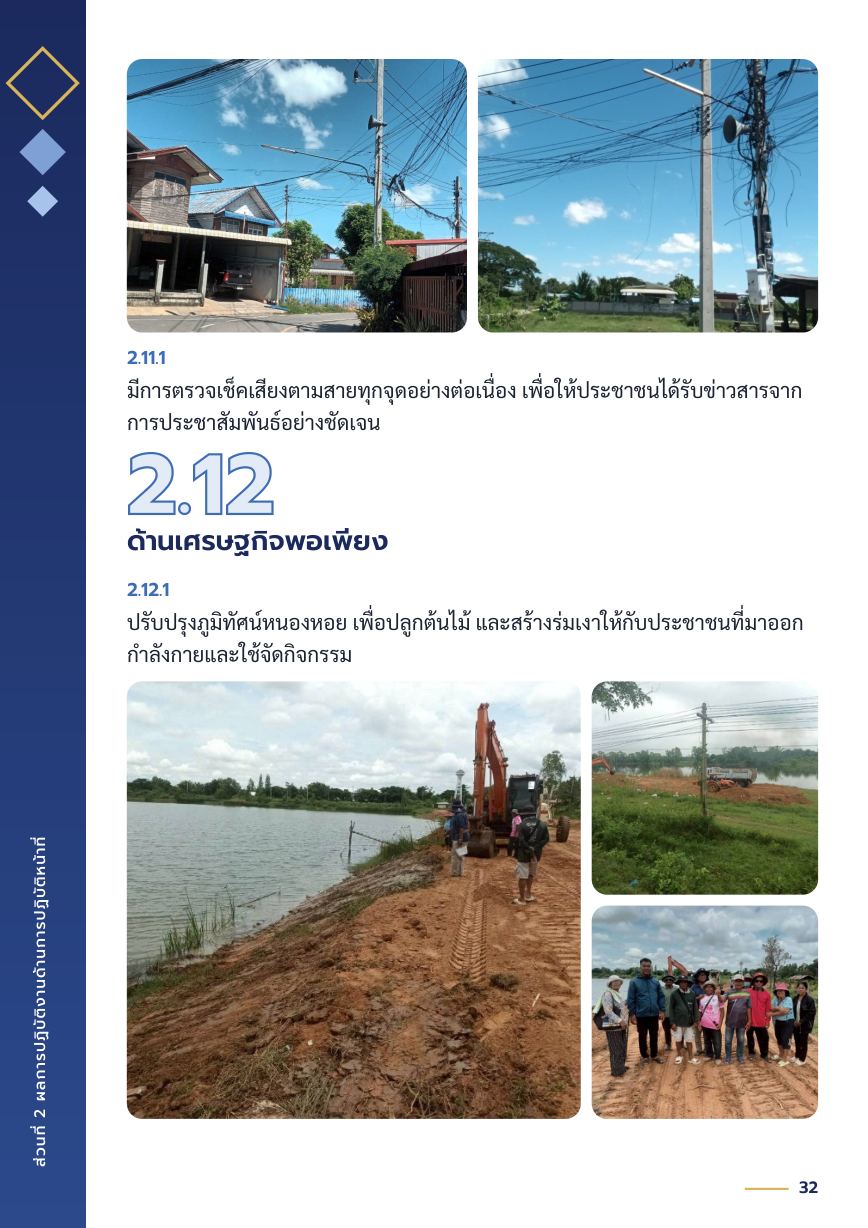 2.11.1
มีการตรวจเช็คเสียงตามสายทุกจุดอย่างต่อเนื่อง เพื่อให้ประชาชนได้รับข่าวสารจาก
การประชาสัมพันธ์อย่างชัดเจน
2.12
ด้านเศรษฐกิจพอเพียง
2.12.1
ปรับปรุงภูมิทัศน์หนองหอย เพื่อปลูกต้นไม้ และสร้างร่มเงาให้กับประชาชนที่มาออก
กำลังกายและใช้จัดกิจกรรม
ส่วนที่ 2 ผลการปฏิบัติงานด้านการปฏิบัติหน้าที่
32